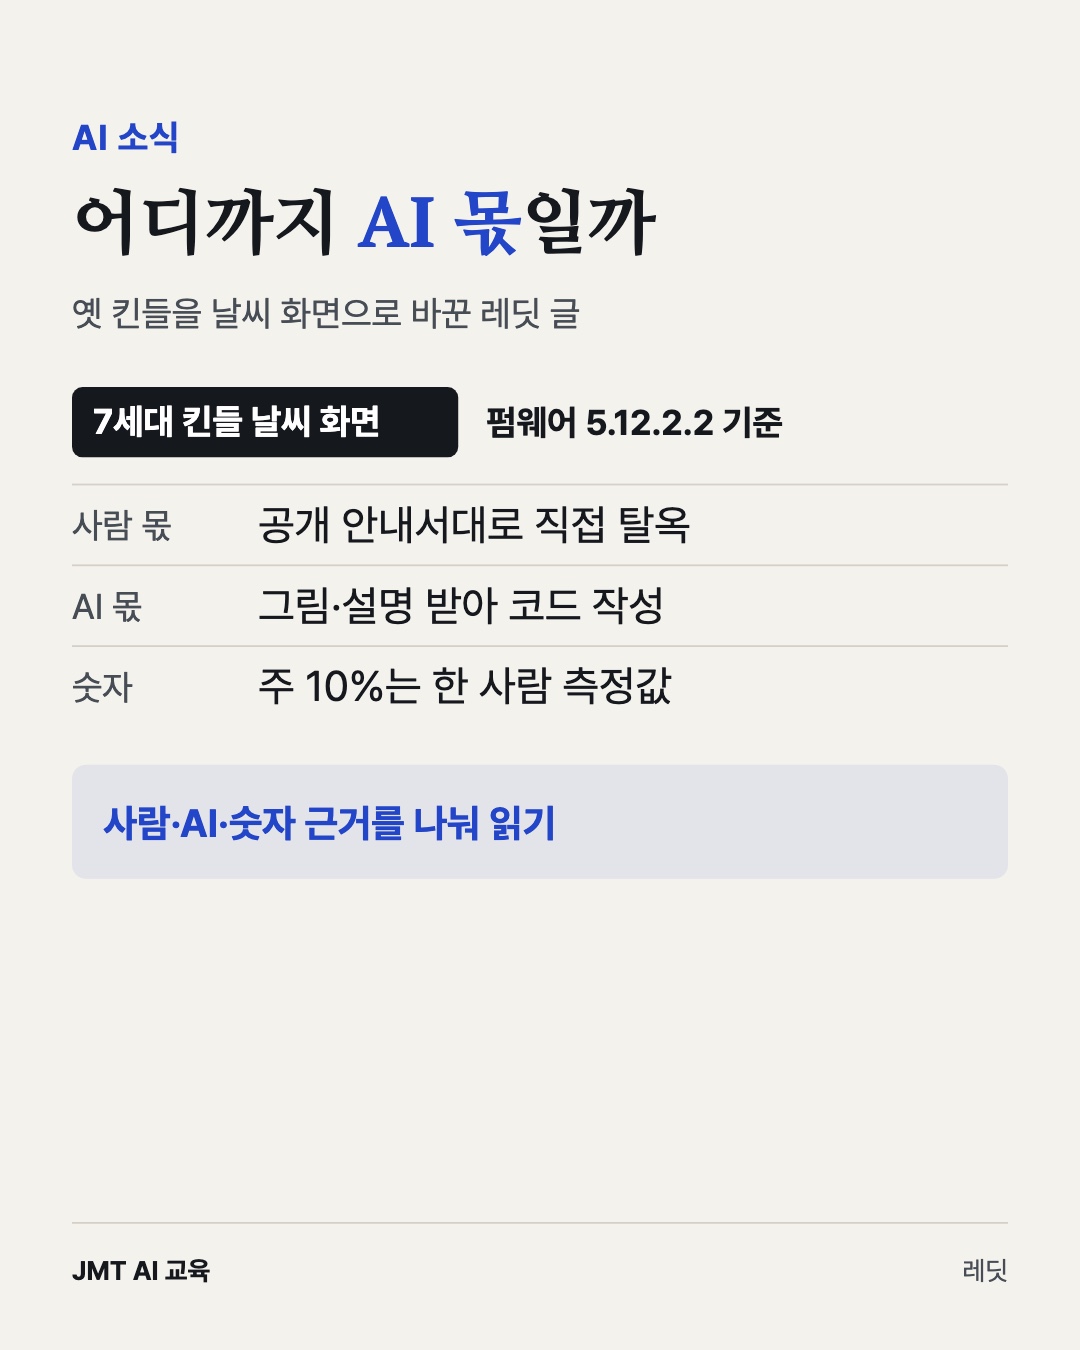 AI 소식
어디까지 AI 몫일까
옛 킨들을 날씨 화면으로 바꾼 레딧 글
7세대 킨들 날씨 화면
펌웨어 5.12.2.2 기준
사람 몫 공개 안내서대로 직접 탈옥
AI 몫 그림·설명 받아 코드 작성
숫자 주 10%는 한 사람 측정값
사람·AI·숫자 근거를 나눠 읽기
JMT AI 교육
레딧